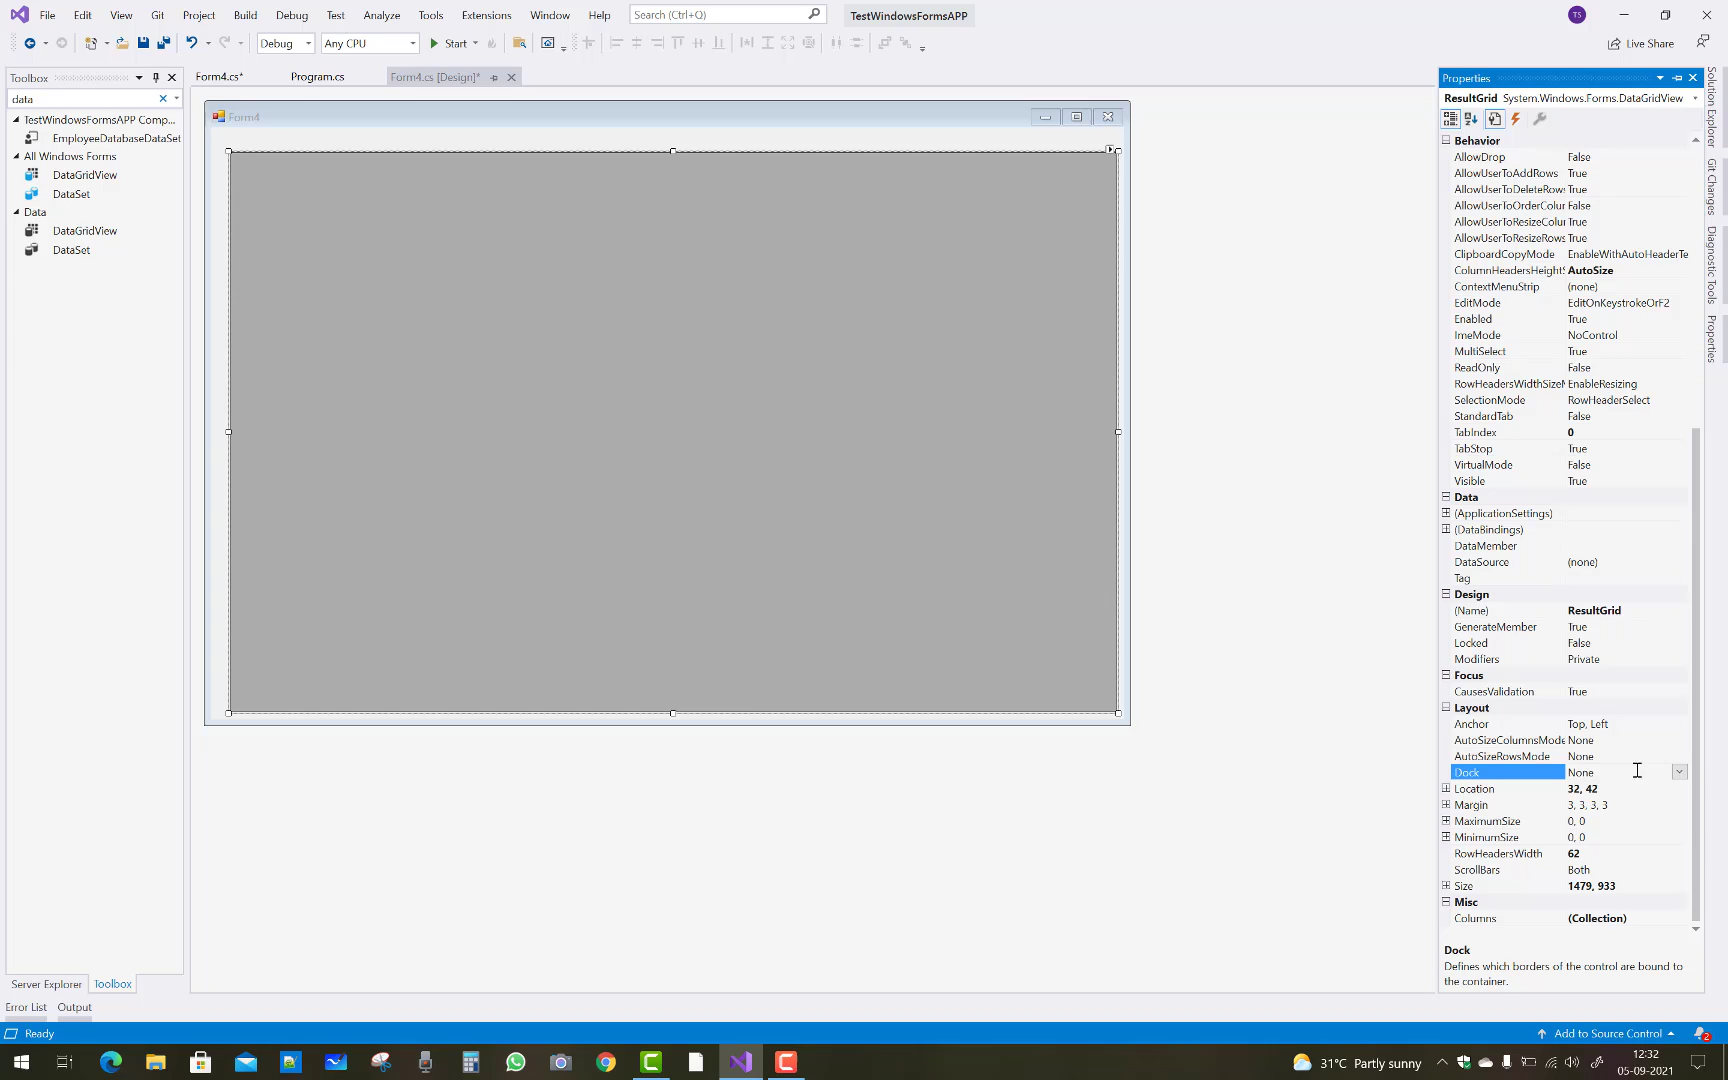 File Edit View Git Project Build Debug Test Analyze Tools Extensions Window Help Search (Ctrl+Q) TestWindowsFormsAPP TS
Debug Any CPU Start Live Share
Toolbox
data
TestWindowsFormsAPP Comp...
EmployeeDatabaseDataSet
All Windows Forms
DataGridView
DataSet
Data
DataGridView
DataSet
Server Explorer Toolbox
Form4.cs* Program.cs Form4.cs [Design]*
Form4
Properties
ResultGrid System.Windows.Forms.DataGridView
Behavior
AllowDrop False
AllowUserToAddRows True
AllowUserToDeleteRows True
AllowUserToOrderColur False
AllowUserToResizeColu True
AllowUserToResizeRows True
ClipboardCopyMode EnableWithAutoHeaderTe
ColumnHeadersHeightS AutoSize
ContextMenuStrip (none)
EditMode EditOnKeystrokeOrF2
Enabled True
ImeMode NoControl
MultiSelect True
ReadOnly False
RowHeadersWidthSizeM EnableResizing
SelectionMode RowHeaderSelect
StandardTab False
TabIndex 0
TabStop True
VirtualMode False
Visible True
Data
(ApplicationSettings)
(DataBindings)
DataMember
DataSource (none)
Tag
Design
(Name) ResultGrid
GenerateMember True
Locked False
Modifiers Private
Focus
CausesValidation True
Layout
Anchor Top, Left
AutoSizeColumnsMode None
AutoSizeRowsMode None
Dock None
Location 32, 42
Margin 3, 3, 3, 3
MaximumSize 0, 0
MinimumSize 0, 0
RowHeadersWidth 62
ScrollBars Both
Size 1479, 933
Misc
Columns (Collection)
Dock
Defines which borders of the control are bound to
the container.
Solution Explorer
Git Changes
Diagnostic Tools
Properties
Error List Output
Ready Add to Source Control 2
31°C Partly sunny 12:32
05-09-2021